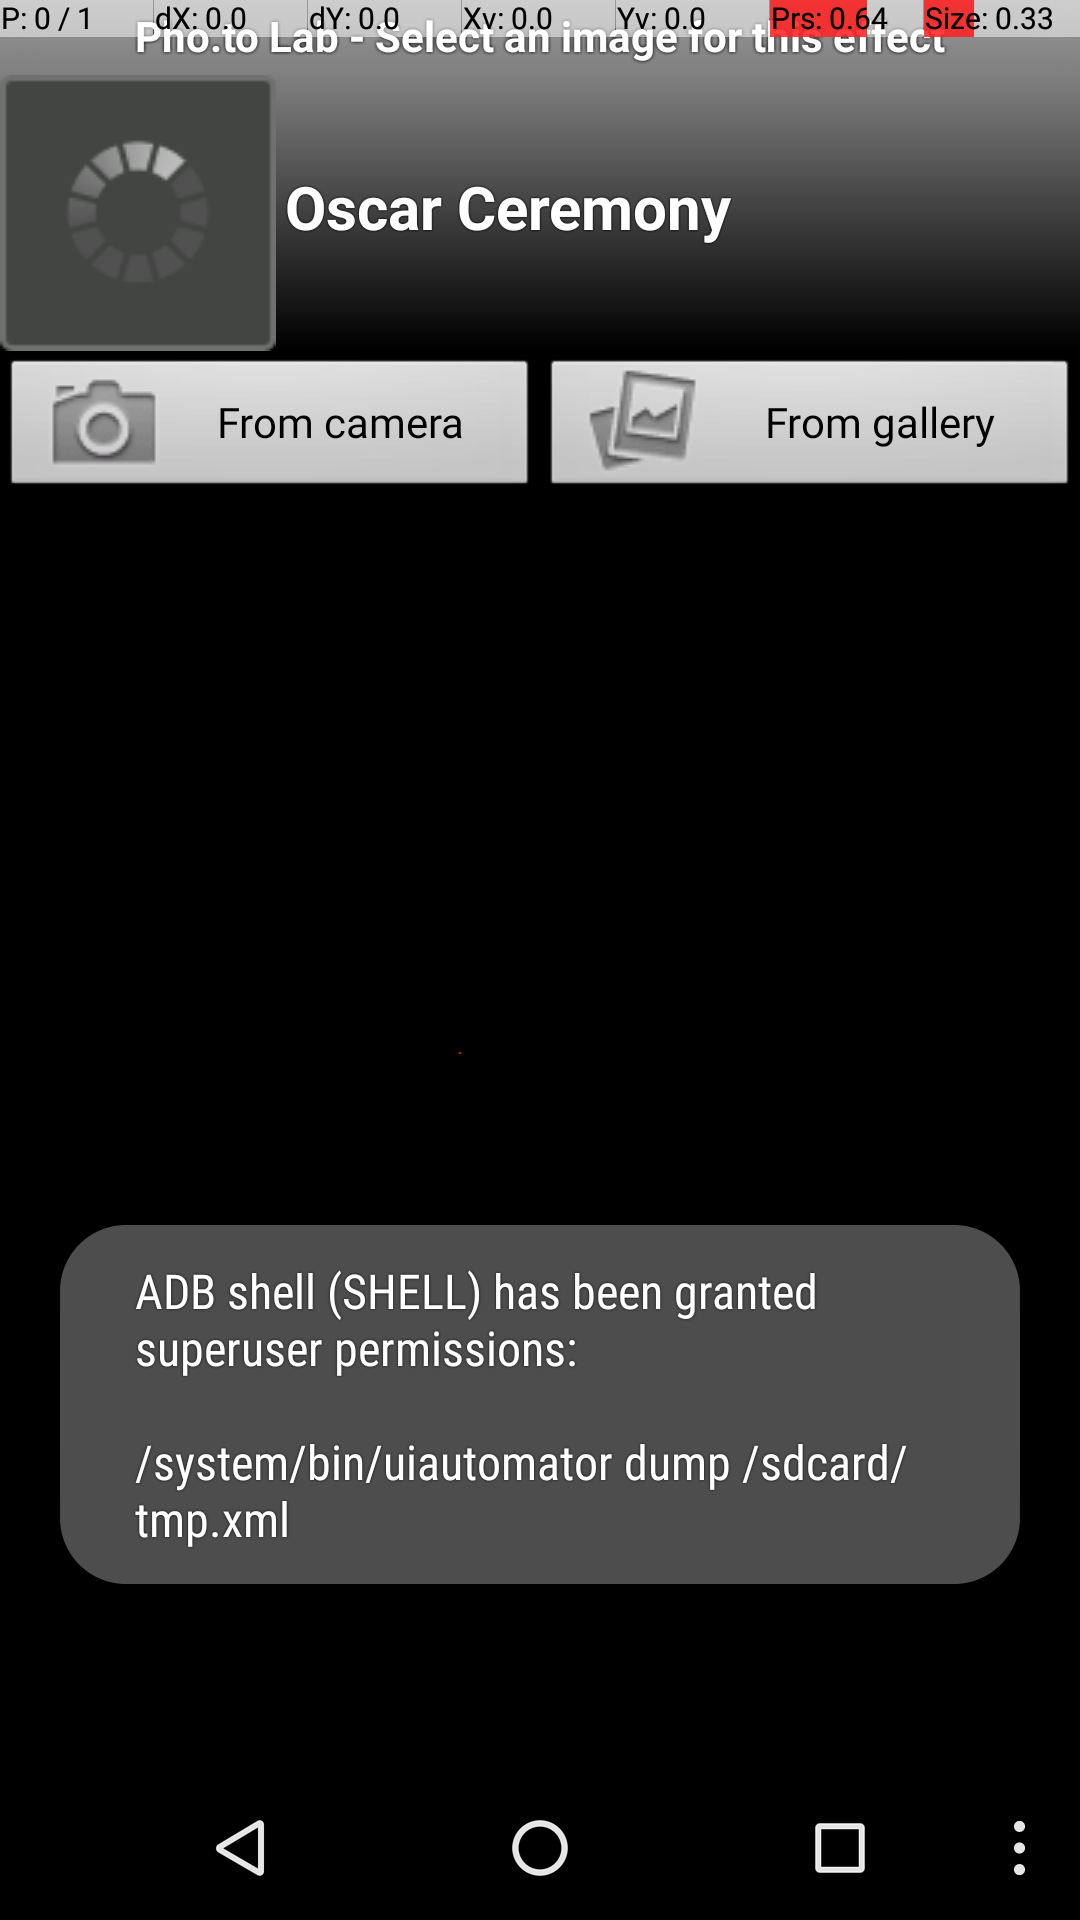 P: 0 / 1 dX: 0.0 dY: 0.0 Xv: 0.0 Yv: 0.0 Prs: 0.64 Size: 0.33
Pho.to Lab - Select an image for this effect
Oscar Ceremony
From camera From gallery
ADB shell (SHELL) has been granted
superuser permissions:
/system/bin/uiautomator dump /sdcard/
tmp.xml